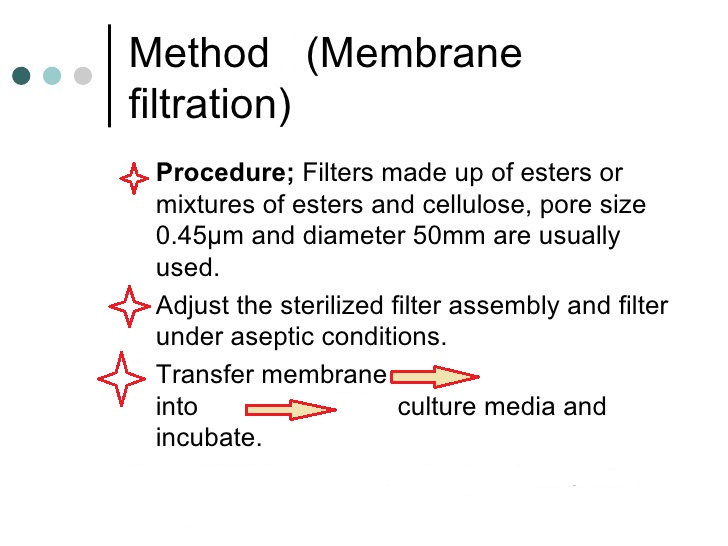 Method (Membrane
filtration)
Procedure; Filters made up of esters or
mixtures of esters and cellulose, pore size
0.45µm and diameter 50mm are usually
used.
Adjust the sterilized filter assembly and filter
under aseptic conditions.
Transfer membrane
into culture media and
incubate.